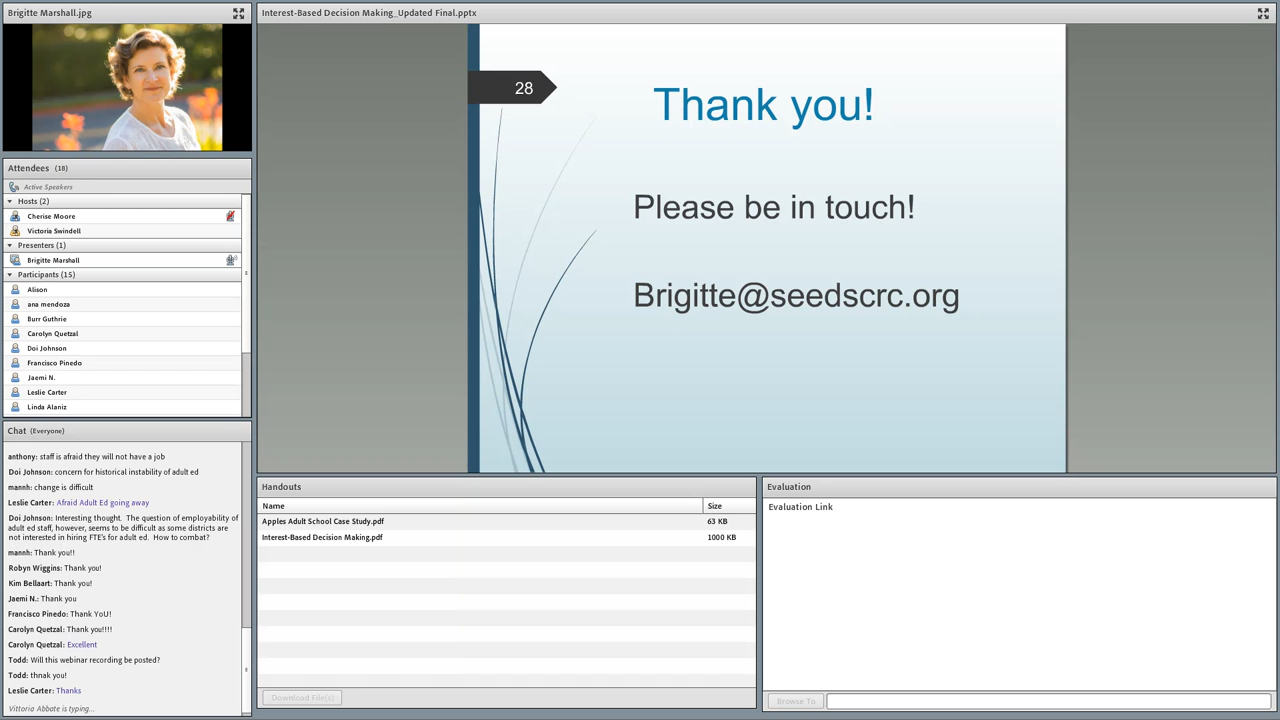 Brigitte Marshall.jpg
Attendees (18)
Active Speakers
Hosts (2)
Cherise Moore
Victoria Swindell
Presenters (1)
Brigitte Marshall
Participants (15)
Alison
ana mendoza
Burr Guthrie
Carolyn Quetzal
Doi Johnson
Francisco Pinedo
Jaemi N.
Leslie Carter
Linda Alaniz
Chat (Everyone)
anthony: staff is afraid they will not have a job
Doi Johnson: concern for historical instability of adult ed
mannh: change is difficult
Leslie Carter: Afraid Adult Ed going away
Doi Johnson: Interesting thought. The question of employability of
adult ed staff, however, seems to be difficult as some districts are
not interested in hiring FTE's for adult ed. How to combat?
mannh: Thank you!!
Robyn Wiggins: Thank you!
Kim Bellaart: Thank you!
Jaemi N.: Thank you
Francisco Pinedo: Thank YoU!
Carolyn Quetzal: Thank you!!!!
Carolyn Quetzal: Excellent
Todd: Will this webinar recording be posted?
Todd: thnak you!
Leslie Carter: Thanks
Vittoria Abbate is typing...
Interest-Based Decision Making_Updated Final.pptx
28
Thank you!
Please be in touch!
Brigitte@seedscrc.org
Handouts
Name Size
Apples Adult School Case Study.pdf 63 KB
Interest-Based Decision Making.pdf 1000 KB
Download File(s)
Evaluation
Evaluation Link
Browse To